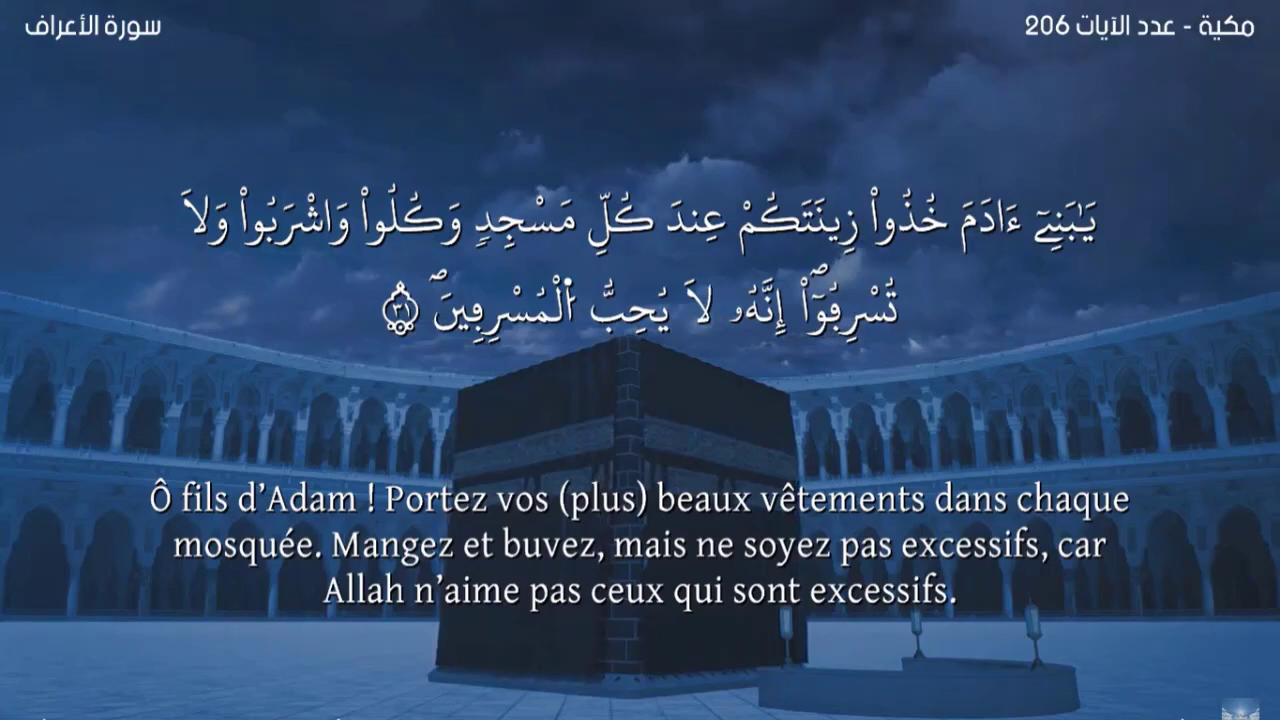 مكية - عدد الآيات 206
سورة الأعراف
يَٰبَنِےٓ ءَادَمَ خُذُواْ زِينَتَكُمْ عِندَ كُلِّ مَسْجِدٖ وَكُلُواْ وَاشْرَبُواْ وَلَا
تُسْرِفُوٓاْۖ إِنَّهُۥ لَا يُحِبُّ اُ۬لْمُسْرِفِينَۖ ٣١
Ô fils d’Adam ! Portez vos (plus) beaux vêtements dans chaque
mosquée. Mangez et buvez, mais ne soyez pas excessifs, car
Allah n’aime pas ceux qui sont excessifs.